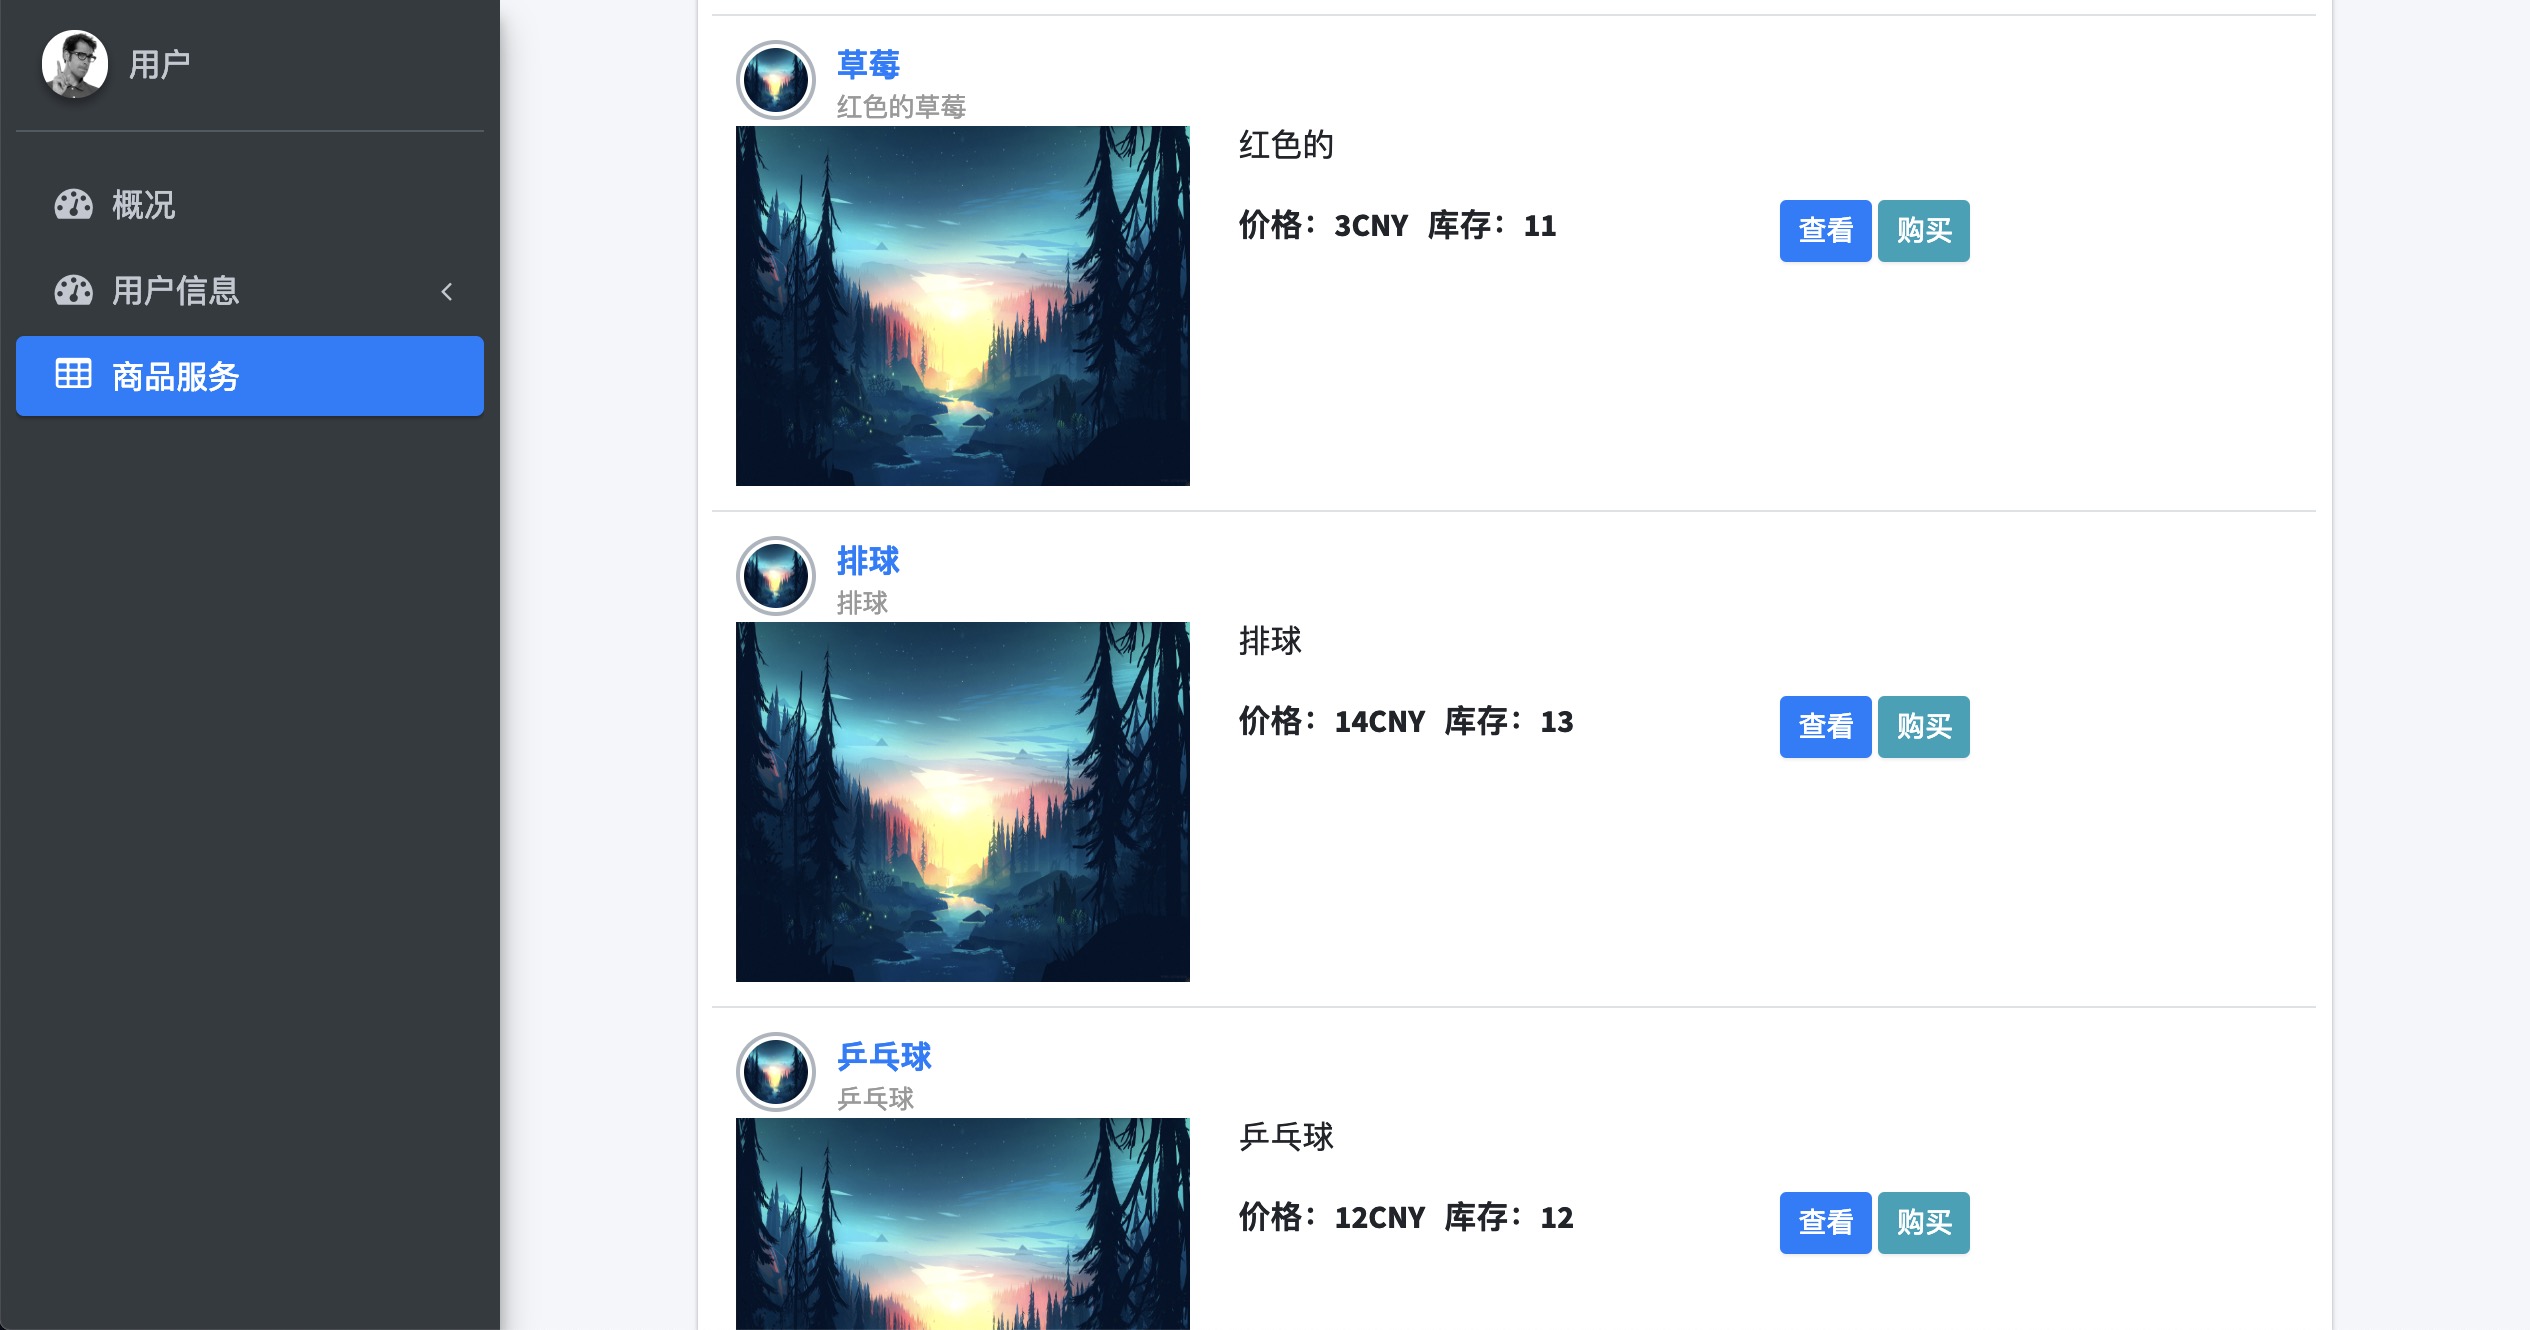 用户
概况
用户信息
商品服务
草莓
红色的草莓
红色的
价格：3CNY 库存：11
查看 购买
排球
排球
排球
价格：14CNY 库存：13
查看 购买
乒乓球
乒乓球
乒乓球
价格：12CNY 库存：12
查看 购买